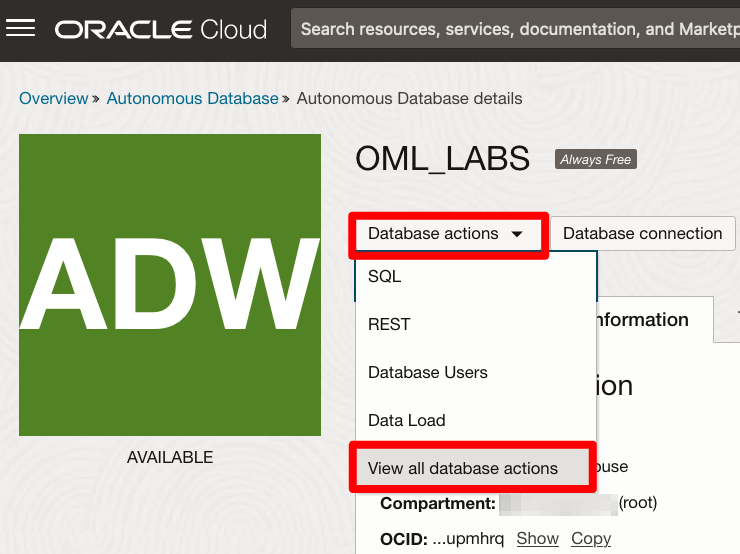 ORACLE Cloud
Search resources, services, documentation, and Marketp
Overview » Autonomous Database » Autonomous Database details
ADW
AVAILABLE
OML_LABS
Always Free
Database actions
Database connection
SQL
REST
Database Users
Data Load
View all database actions
nformation
ion
ouse
Compartment: (root)
OCID: ...upmhrq Show Copy